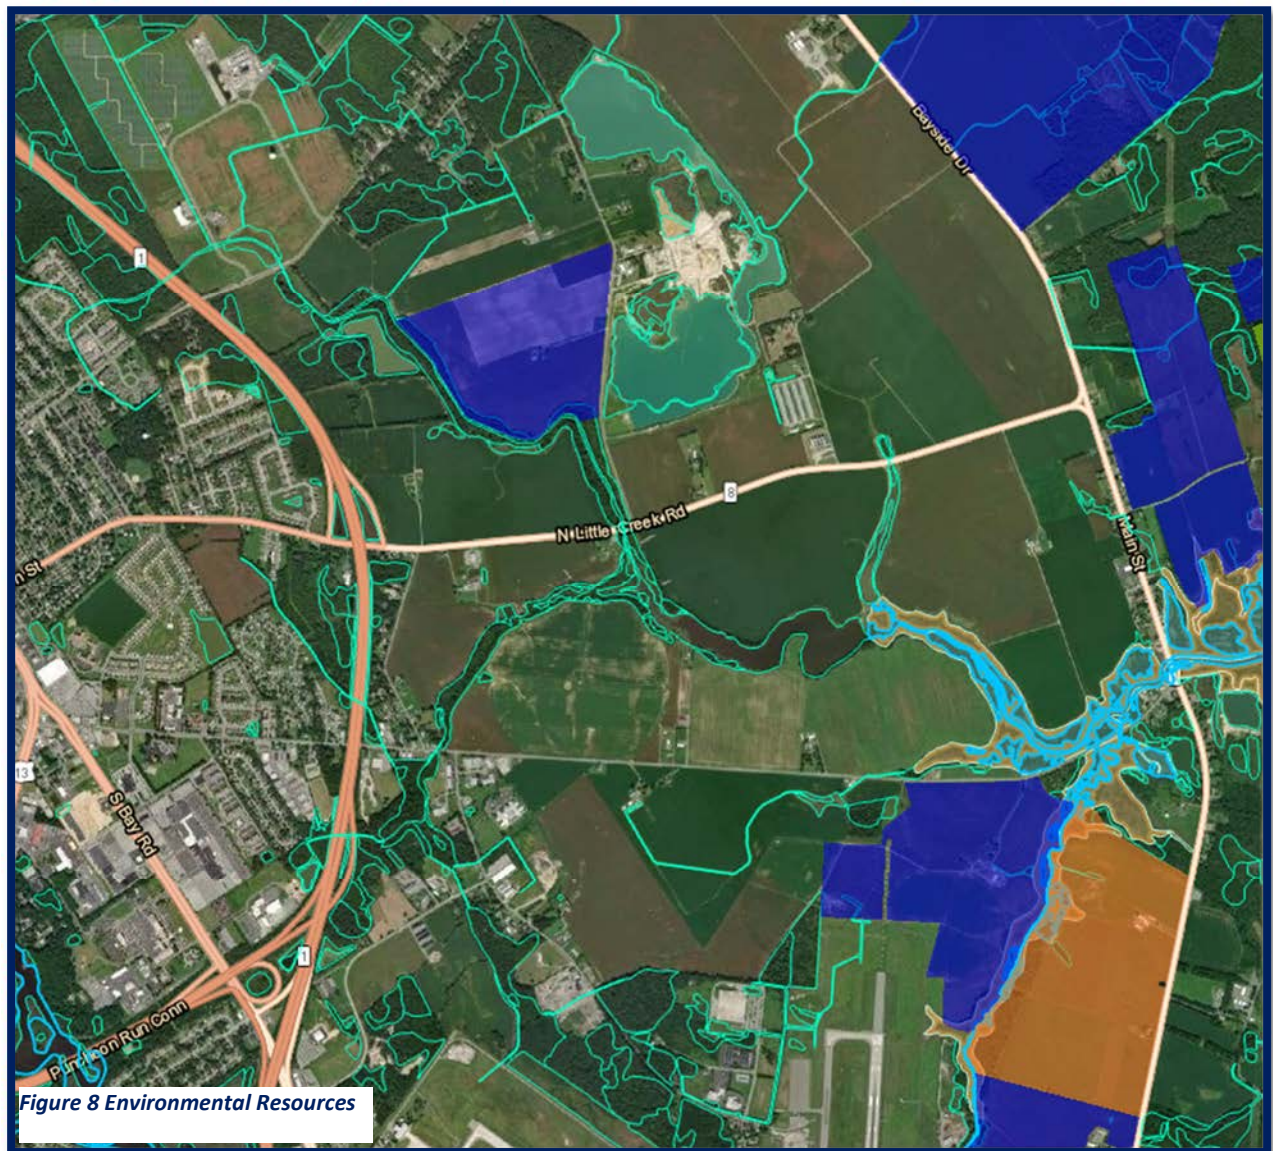 Bayside Dr
1
8
N Little Creek Rd
Main St
n St
13
S Bay Rd
1
Puncheon Run Conn
Figure 8 Environmental Resources